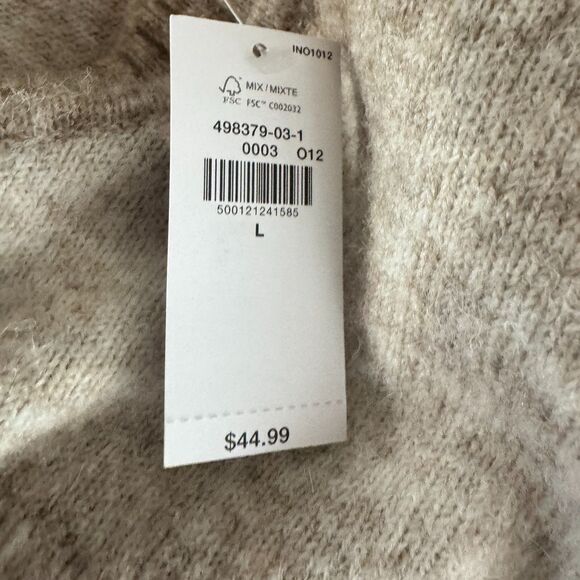 INO1012
MIX / MIXTE
FSC FSC™ C002032
498379-03-1
0003 O12
500121241585
L
$44.99